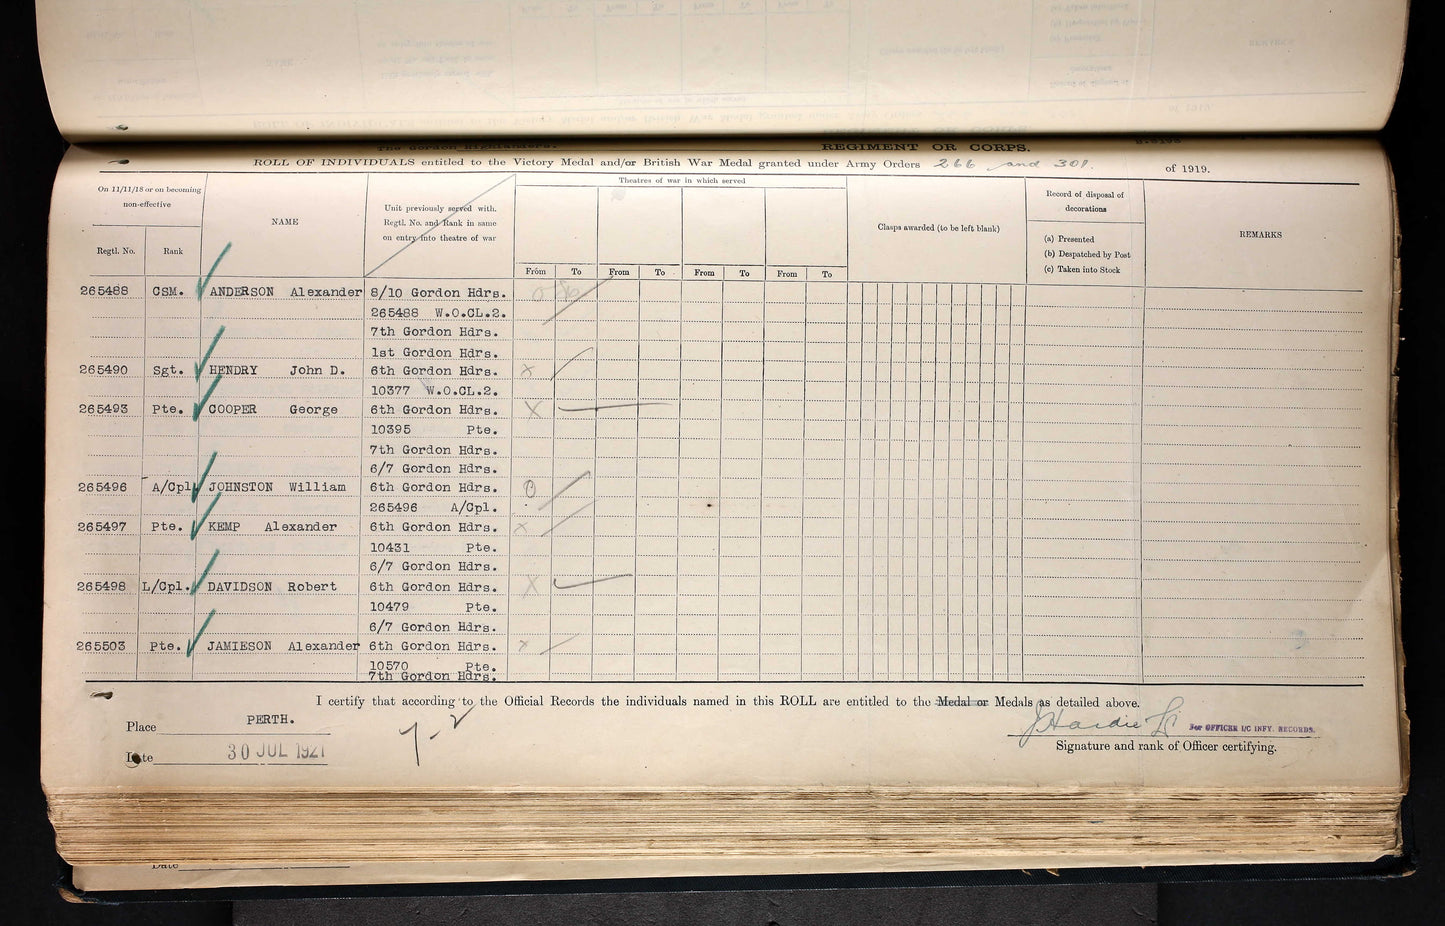 The Gordon Highlanders. REGIMENT OR CORPS.
ROLL OF INDIVIDUALS entitled to the Victory Medal and/or British War Medal granted under Army Orders 266 and 301. of 1919.
On 11/11/18 or on becoming non-effective
Regtl. No.
Rank
NAME
Unit previously served with.
Regtl. No. and Rank in same
on entry into theatre of war
Theatres of war in which served
From To From To From To From To
Clasps awarded (to be left blank)
Record of disposal of
decorations
(a) Presented
(b) Despatched by Post
(c) Taken into Stock
REMARKS
265488 CSM. ANDERSON Alexander 8/10 Gordon Hdrs.
265488 W.O.CL.2.
7th Gordon Hdrs.
1st Gordon Hdrs.
265490 Sgt. HENDRY John D. 6th Gordon Hdrs. X
10377 W.O.CL.2.
265493 Pte. COOPER George 6th Gordon Hdrs. X
10395 Pte.
7th Gordon Hdrs.
6/7 Gordon Hdrs.
265496 A/Cpl JOHNSTON William 6th Gordon Hdrs.
265496 A/Cpl.
265497 Pte. KEMP Alexander 6th Gordon Hdrs. X
10431 Pte.
6/7 Gordon Hdrs.
265498 L/Cpl. DAVIDSON Robert 6th Gordon Hdrs. X
10479 Pte.
6/7 Gordon Hdrs.
265503 Pte. JAMIESON Alexander 6th Gordon Hdrs. X
10570 Pte.
7th Gordon Hdrs.
I certify that according to the Official Records the individuals named in this ROLL are entitled to the Medal or Medals as detailed above.
Place PERTH.
Date 30 JUL 1921
7-2
J Hardie Lt
For OFFICER I/C INFY. RECORDS.
Signature and rank of Officer certifying.
Date